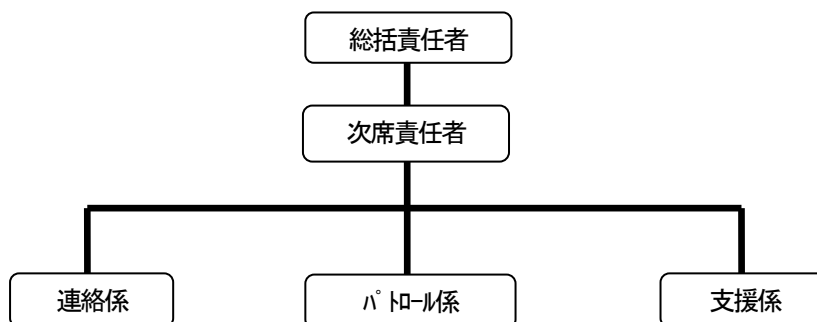 総括責任者
次席責任者
連絡係
ﾊﾟﾄﾛｰﾙ係
支援係